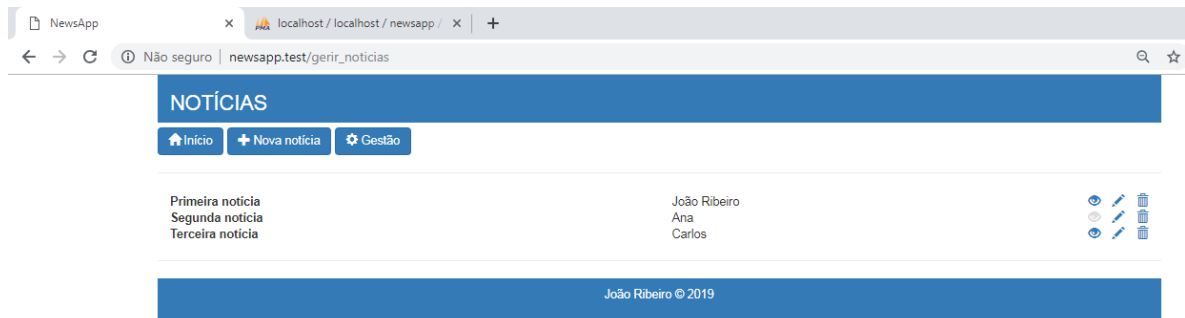 NewsApp
localhost / localhost / newsapp /
Não seguro | newsapp.test/gerir_noticias
NOTÍCIAS
Início Nova notícia Gestão
Primeira notícia João Ribeiro
Segunda notícia Ana
Terceira notícia Carlos
João Ribeiro © 2019